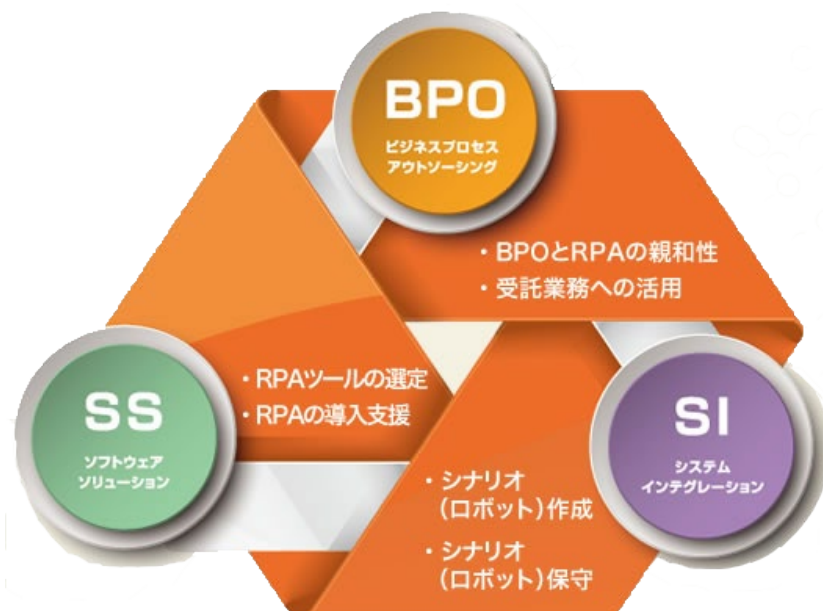 BPO
ビジネスプロセス
アウトソーシング
・BPOとRPAの親和性
・受託業務への活用
SS
ソフトウェア
ソリューション
・RPAツールの選定
・RPAの導入支援
SI
システム
インテグレーション
・シナリオ
(ロボット)作成
・シナリオ
(ロボット)保守